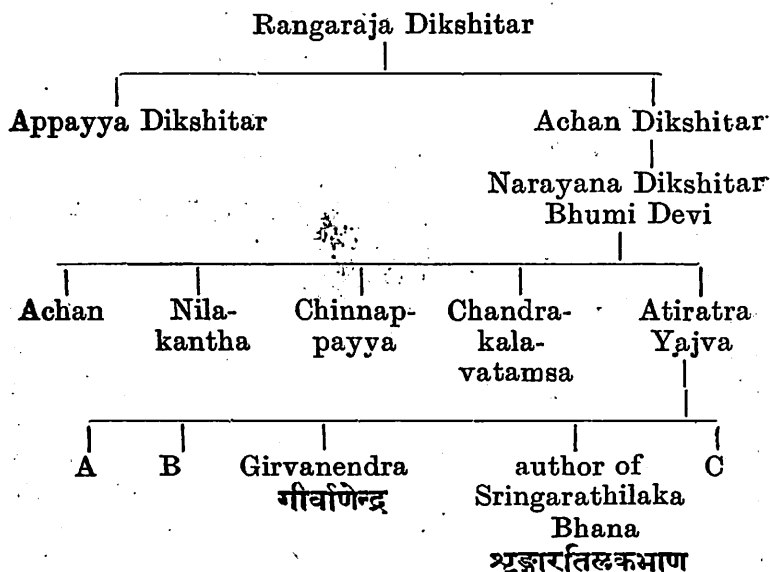 Rangaraja Dikshitar
Appayya Dikshitar Achan Dikshitar
Narayana Dikshitar
Bhumi Devi
Achan Nila- Chinnap- Chandra- Atiratra
kantha payya kala- Yajva
vatamsa
A B Girvanendra author of C
गीर्वाणेन्द्र Sringarathilaka
Bhana
शृङ्गारतिलकभाण